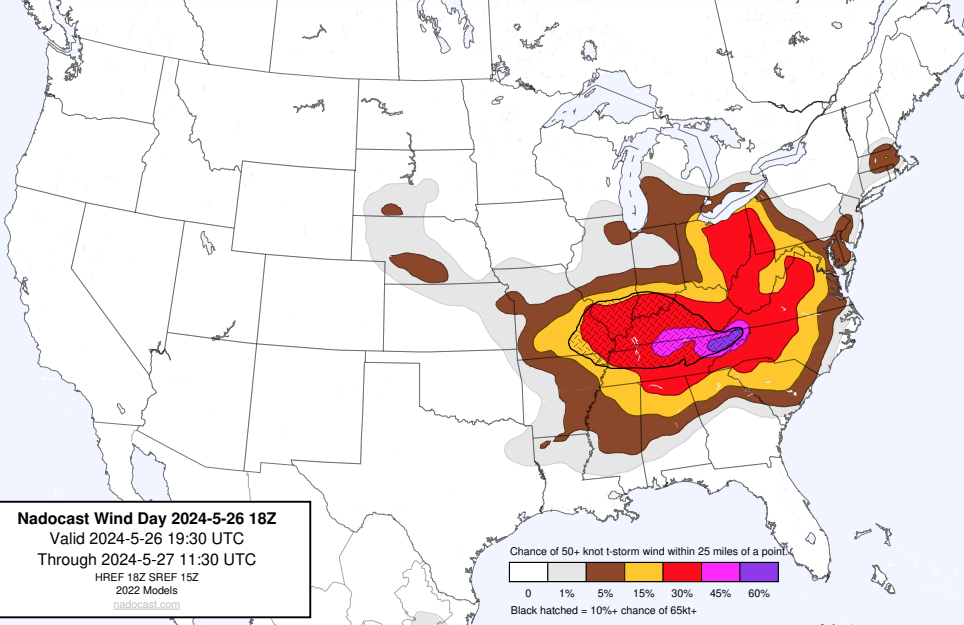 Nadocast Wind Day 2024-5-26 18Z
Valid 2024-5-26 19:30 UTC
Through 2024-5-27 11:30 UTC
HREF 18Z SREF 15Z
2022 Models
nadocast.com
Chance of 50+ knot t-storm wind within 25 miles of a point.
0 1% 5% 15% 30% 45% 60%
Black hatched = 10%+ chance of 65kt+